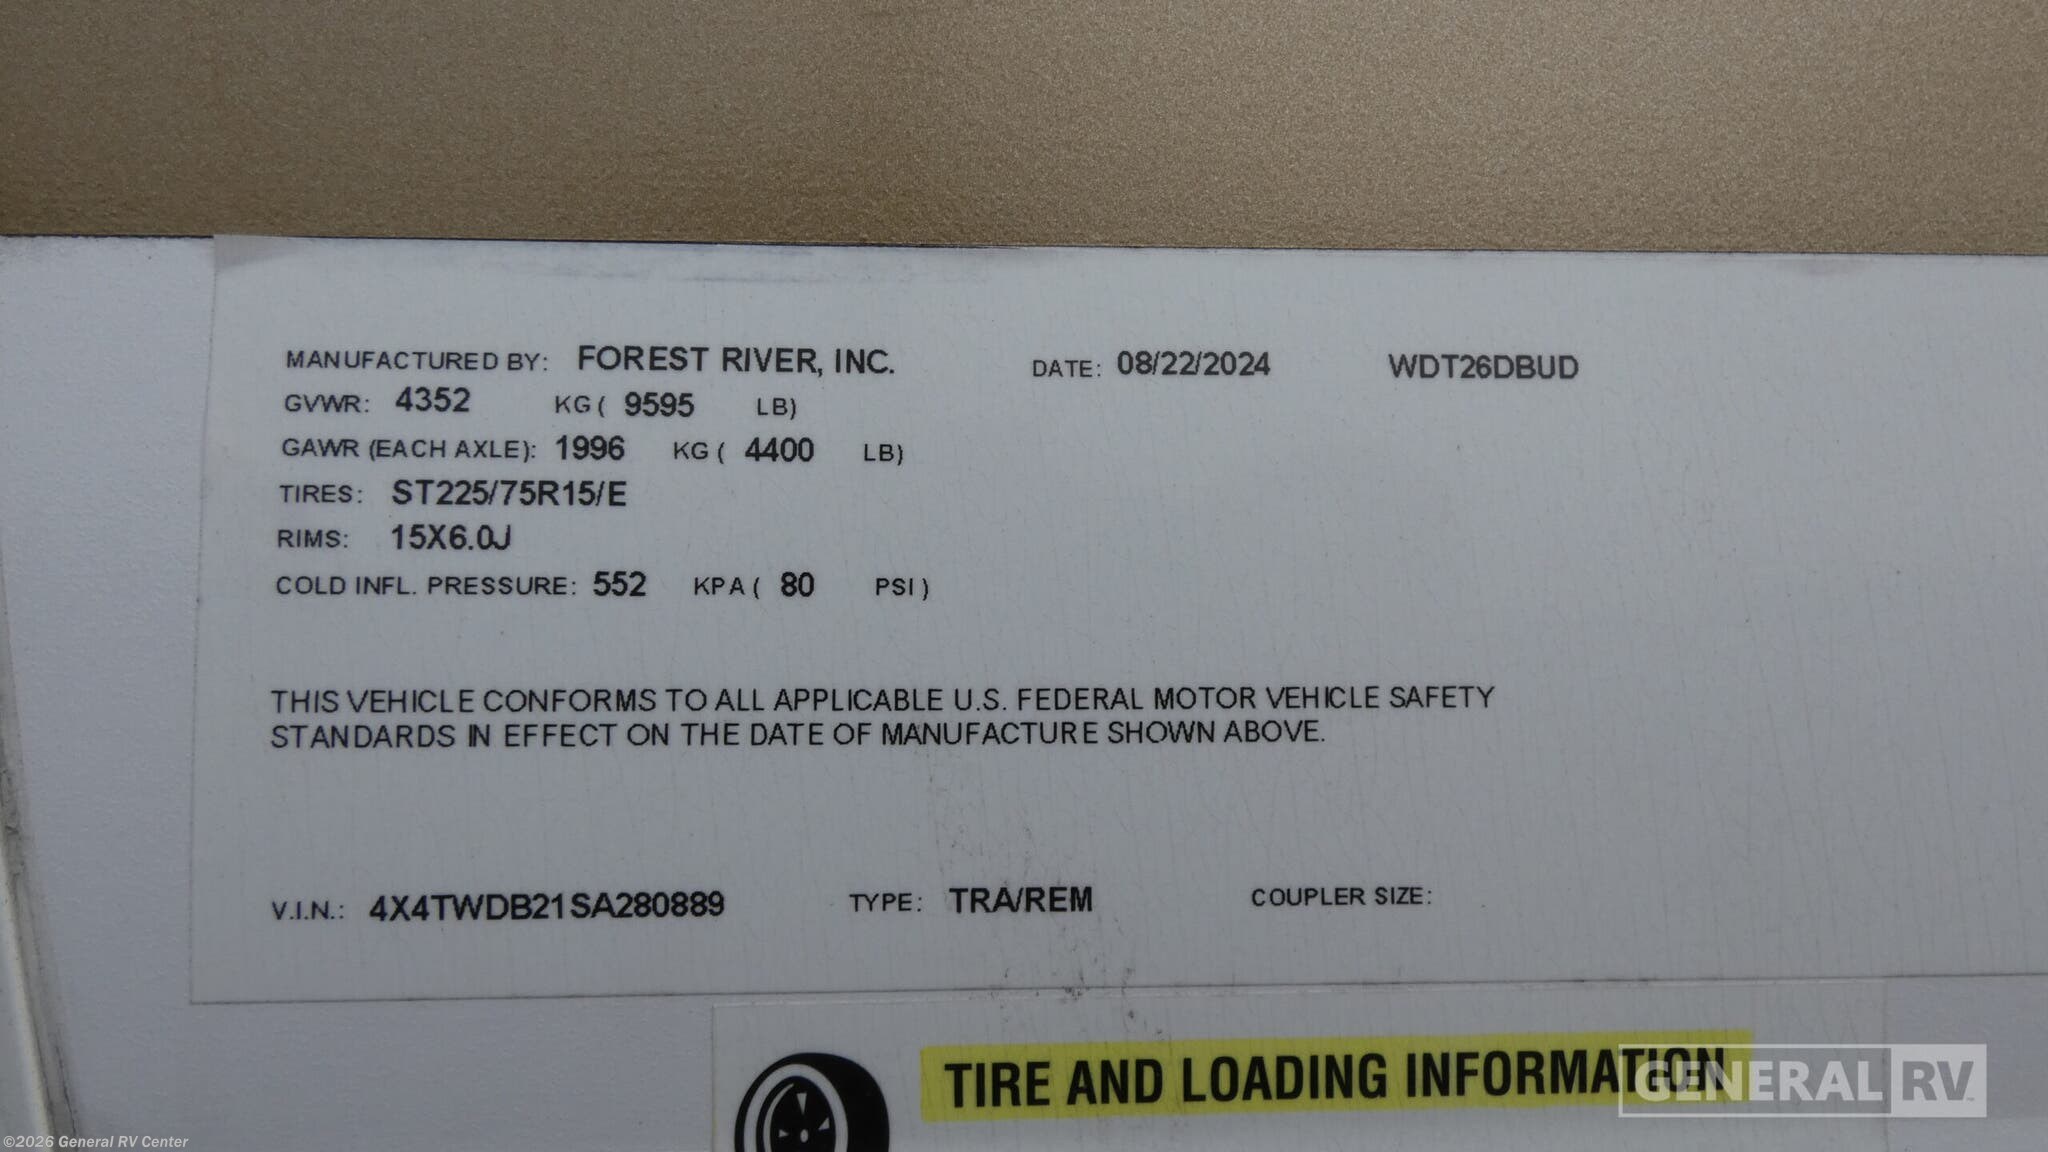 MANUFACTURED BY: FOREST RIVER, INC. DATE: 08/22/2024 WDT26DBUD
GVWR: 4352 KG ( 9595 LB)
GAWR (EACH AXLE): 1996 KG ( 4400 LB)
TIRES: ST225/75R15/E
RIMS: 15X6.0J
COLD INFL. PRESSURE: 552 KPA ( 80 PSI )
THIS VEHICLE CONFORMS TO ALL APPLICABLE U.S. FEDERAL MOTOR VEHICLE SAFETY
STANDARDS IN EFFECT ON THE DATE OF MANUFACTURE SHOWN ABOVE.
V.I.N.: 4X4TWDB21SA280889 TYPE: TRA/REM COUPLER SIZE:
TIRE AND LOADING INFORMATION
GENERAL RV
©2026 General RV Center